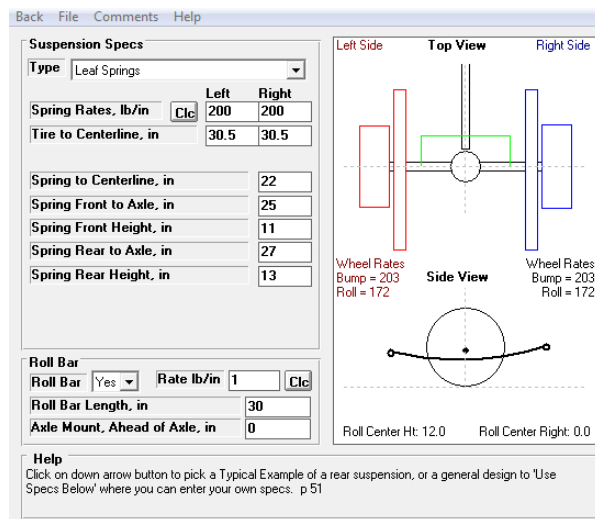 Back File Comments Help
Suspension Specs
Type Leaf Springs
Left Right
Spring Rates, lb/in Clc 200 200
Tire to Centerline, in 30.5 30.5
Spring to Centerline, in 22
Spring Front to Axle, in 25
Spring Front Height, in 11
Spring Rear to Axle, in 27
Spring Rear Height, in 13
Roll Bar
Roll Bar Yes Rate lb/in 1 Clc
Roll Bar Length, in 30
Axle Mount, Ahead of Axle, in 0
Left Side Top View Right Side
Wheel Rates Wheel Rates
Bump = 203 Side View Bump = 203
Roll = 172 Roll = 172
Roll Center Ht: 12.0 Roll Center Right: 0.0
Help
Click on down arrow button to pick a Typical Example of a rear suspension, or a general design to 'Use
Specs Below' where you can enter your own specs. p 51